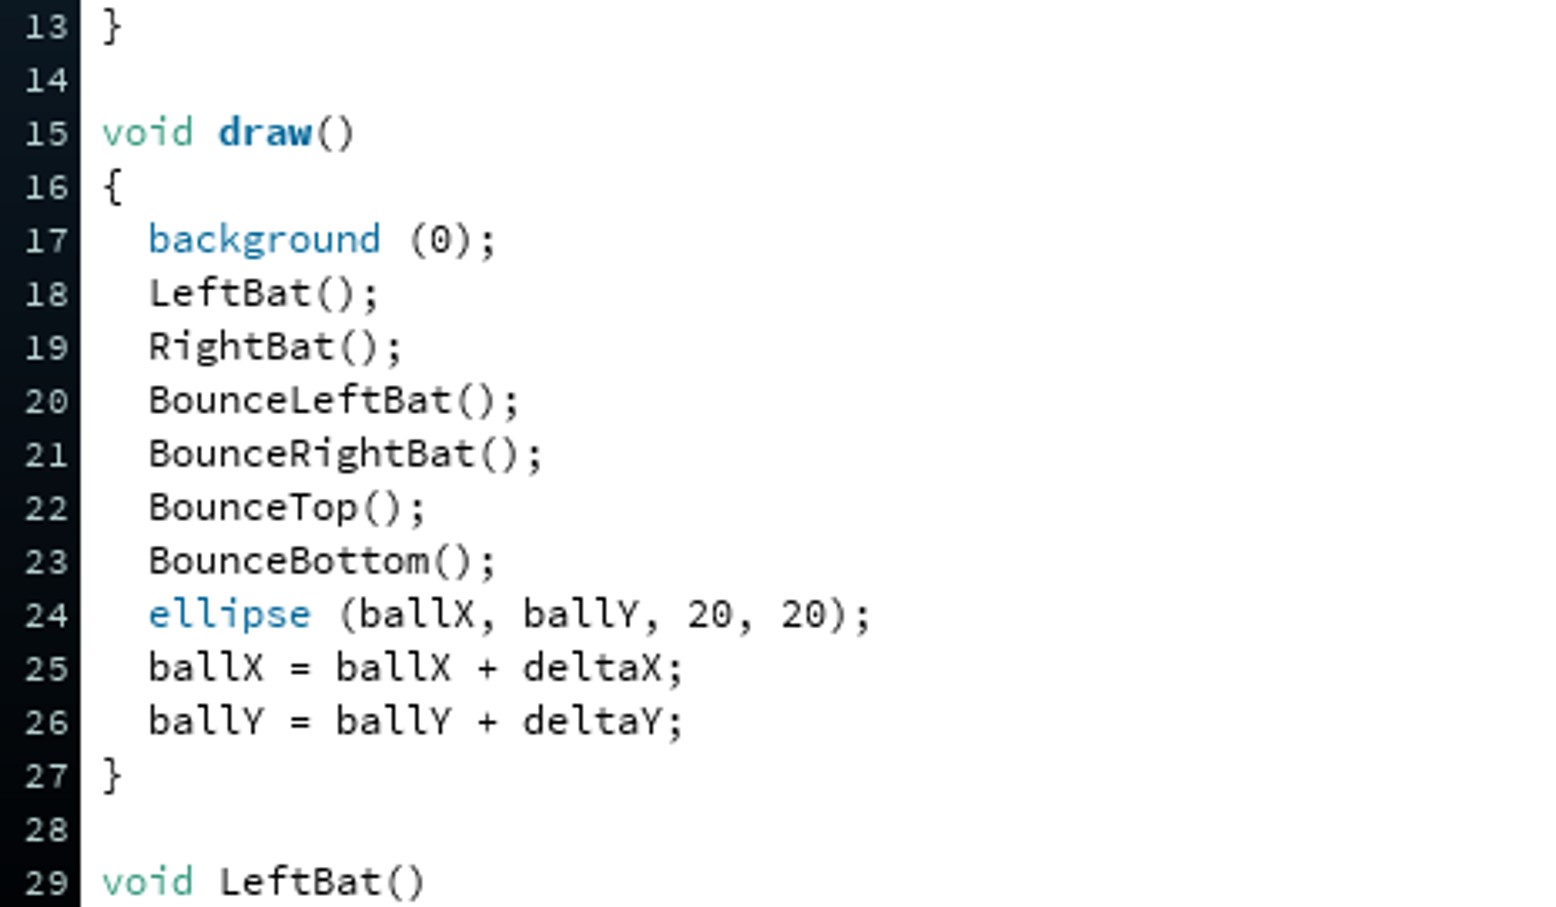 13 }
14
15 void draw()
16 {
17   background (0);
18   LeftBat();
19   RightBat();
20   BounceLeftBat();
21   BounceRightBat();
22   BounceTop();
23   BounceBottom();
24   ellipse (ballX, ballY, 20, 20);
25   ballX = ballX + deltaX;
26   ballY = ballY + deltaY;
27 }
28
29 void LeftBat()